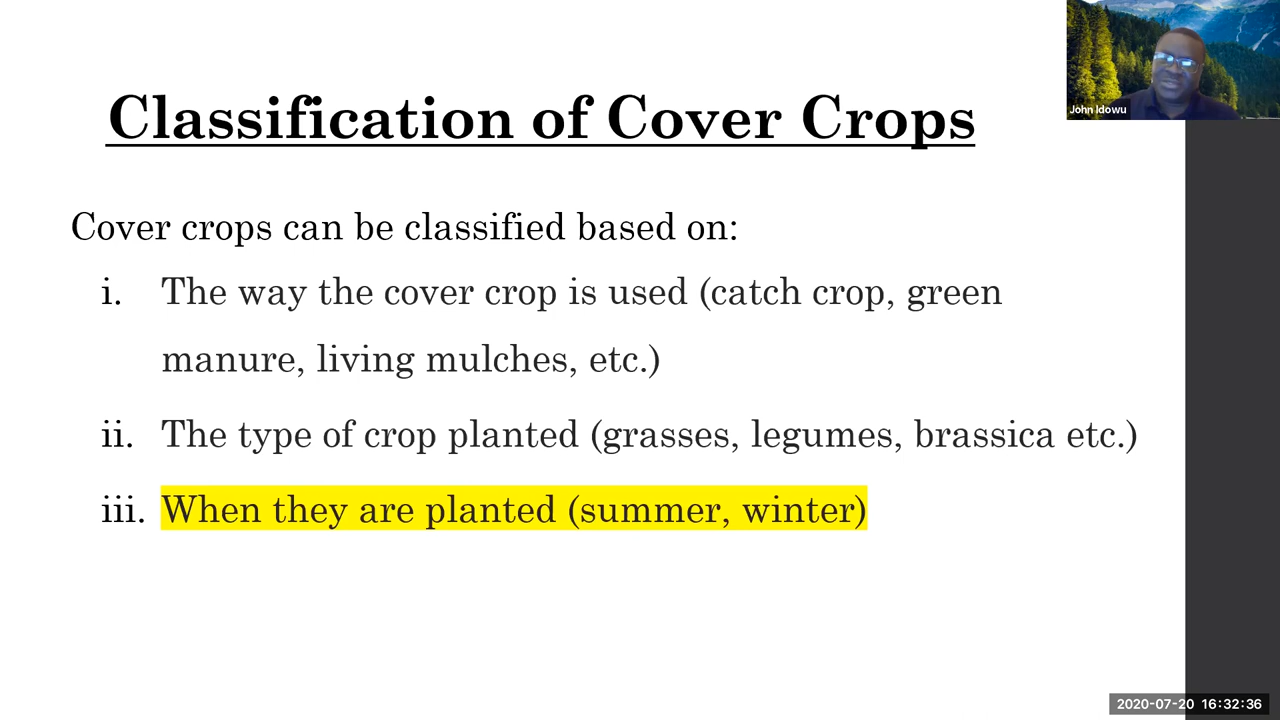 John Idowu
Classification of Cover Crops
Cover crops can be classified based on:
i. The way the cover crop is used (catch crop, green
manure, living mulches, etc.)
ii. The type of crop planted (grasses, legumes, brassica etc.)
iii. When they are planted (summer, winter)
2020-07-20 16:32:36